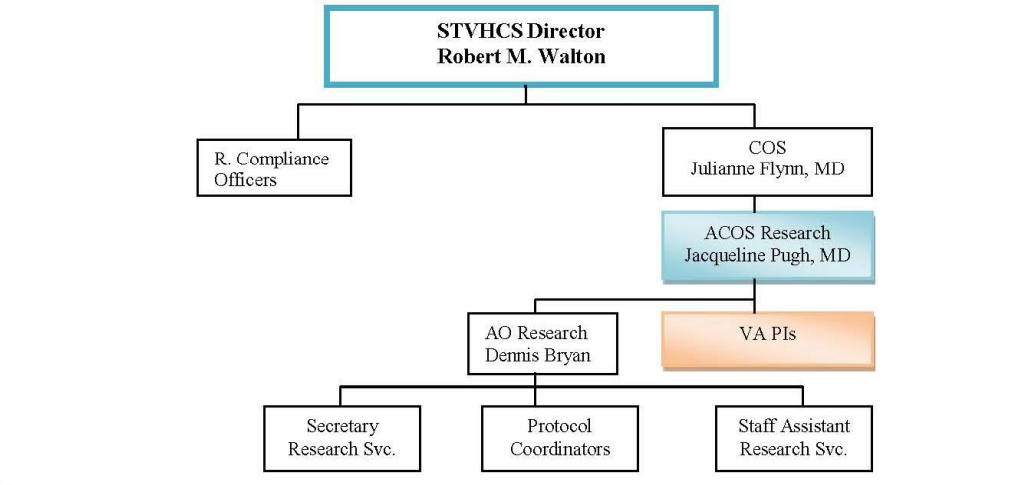 STVHCS Director
Robert M. Walton
R. Compliance
Officers
COS
Julianne Flynn, MD
ACOS Research
Jacqueline Pugh, MD
AO Research
Dennis Bryan
VA PIs
Secretary
Research Svc.
Protocol
Coordinators
Staff Assistant
Research Svc.